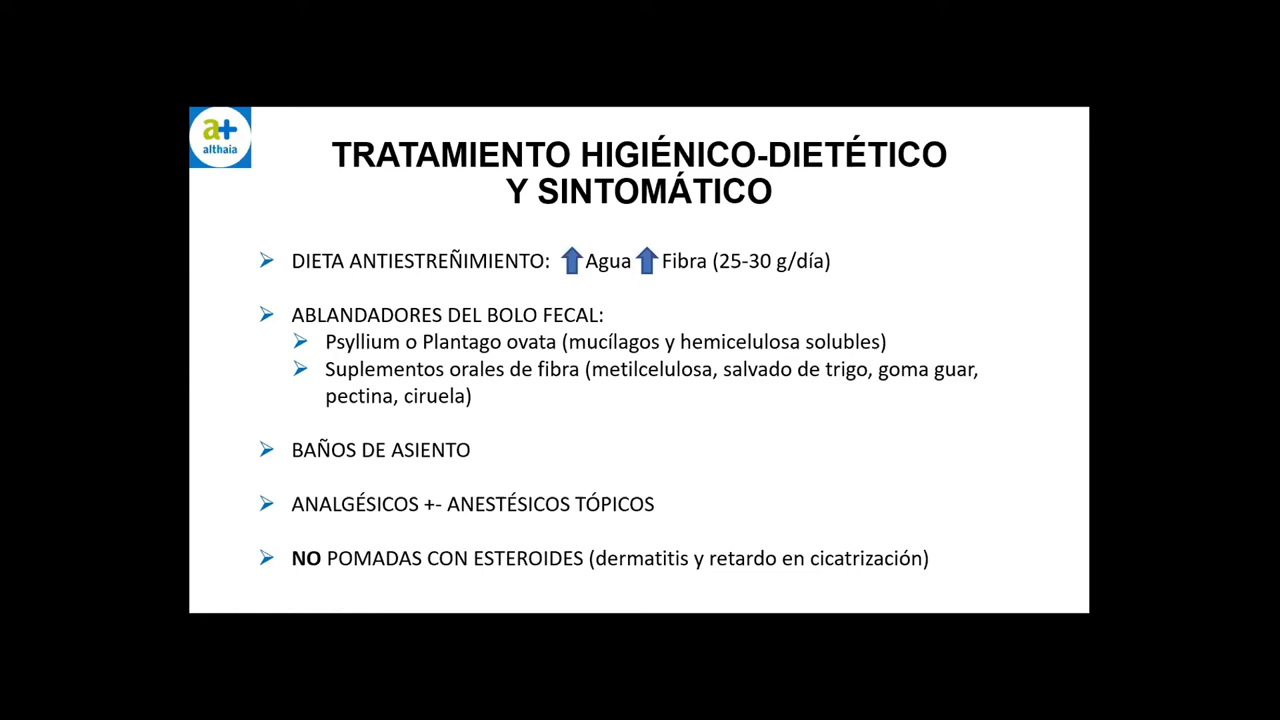 a+
althaia
TRATAMIENTO HIGIÉNICO-DIETÉTICO
Y SINTOMÁTICO
DIETA ANTIESTREÑIMIENTO: Agua Fibra (25-30 g/día)
ABLANDADORES DEL BOLO FECAL:
Psyllium o Plantago ovata (mucílagos y hemicelulosa solubles)
Suplementos orales de fibra (metilcelulosa, salvado de trigo, goma guar,
pectina, ciruela)
BAÑOS DE ASIENTO
ANALGÉSICOS +- ANESTÉSICOS TÓPICOS
NO POMADAS CON ESTEROIDES (dermatitis y retardo en cicatrización)